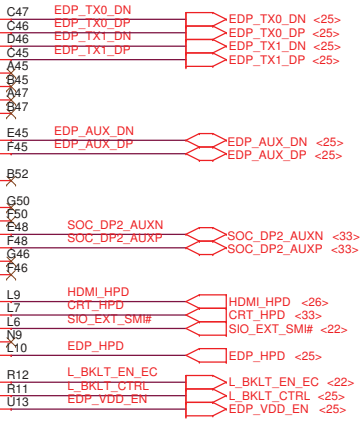 C47 EDP_TX0_DN EDP_TX0_DN <25>
C46 EDP_TX0_DP EDP_TX0_DP <25>
D46 EDP_TX1_DN EDP_TX1_DN <25>
C45 EDP_TX1_DP EDP_TX1_DP <25>
A45
B45
A47
B47
E45 EDP_AUX_DN EDP_AUX_DN <25>
F45 EDP_AUX_DP EDP_AUX_DP <25>
B52
G50
F50
E48 SOC_DP2_AUXN SOC_DP2_AUXN <33>
F48 SOC_DP2_AUXP SOC_DP2_AUXP <33>
G46
F46
L9 HDMI_HPD HDMI_HPD <26>
L7 CRT_HPD CRT_HPD <33>
L6 SIO_EXT_SMI# SIO_EXT_SMI# <22>
N9
L10 EDP_HPD EDP_HPD <25>
R12 L_BKLT_EN_EC L_BKLT_EN_EC <22>
R11 L_BKLT_CTRL L_BKLT_CTRL <25>
U13 EDP_VDD_EN EDP_VDD_EN <25>